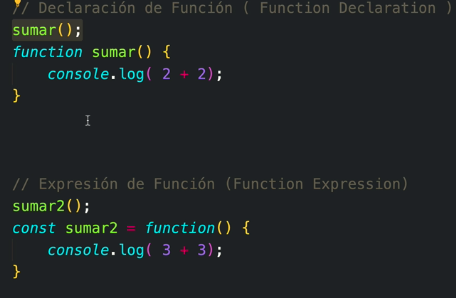 // Declaración de Función ( Function Declaration )
sumar();
function sumar() {
    console.log( 2 + 2);
}
// Expresión de Función (Function Expression)
sumar2();
const sumar2 = function() {
    console.log( 3 + 3);
}